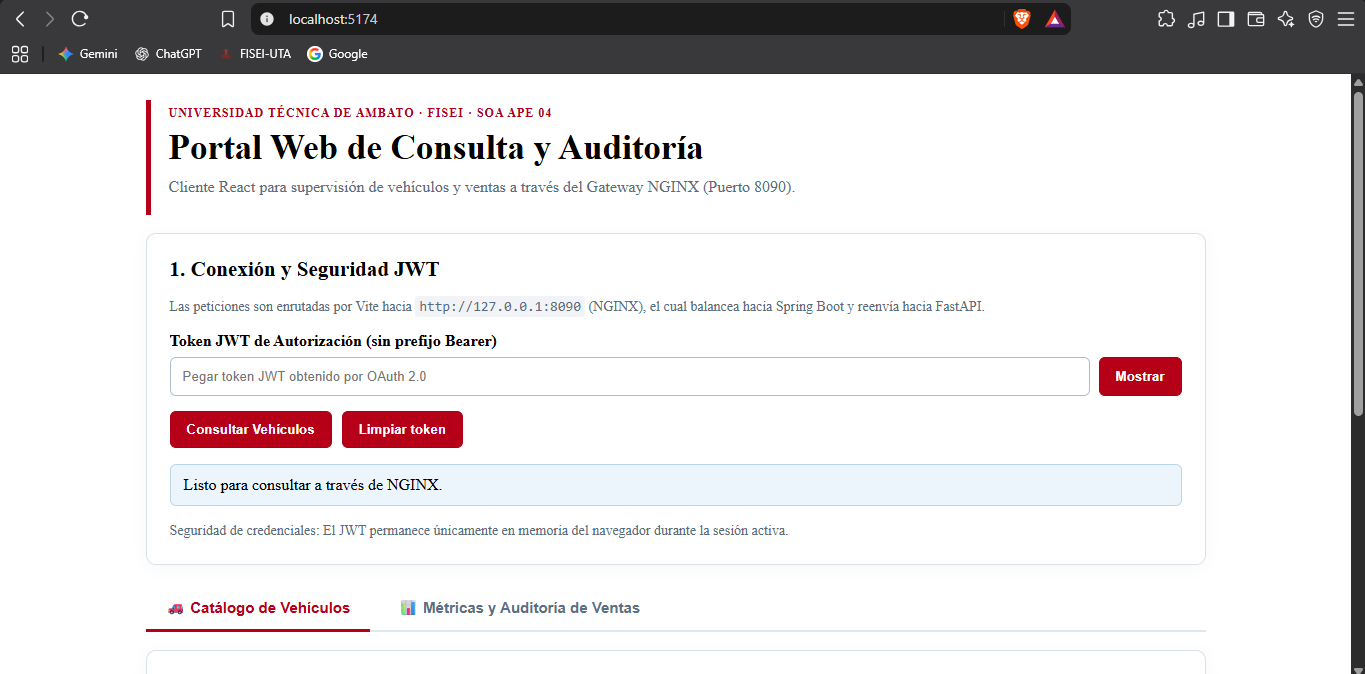 localhost:5174
Gemini ChatGPT FISEI-UTA Google
UNIVERSIDAD TÉCNICA DE AMBATO · FISEI · SOA APE 04
Portal Web de Consulta y Auditoría
Cliente React para supervisión de vehículos y ventas a través del Gateway NGINX (Puerto 8090).
1. Conexión y Seguridad JWT
Las peticiones son enrutadas por Vite hacia http://127.0.0.1:8090 (NGINX), el cual balancea hacia Spring Boot y reenvía hacia FastAPI.
Token JWT de Autorización (sin prefijo Bearer)
Pegar token JWT obtenido por OAuth 2.0 Mostrar
Consultar Vehículos Limpiar token
Listo para consultar a través de NGINX.
Seguridad de credenciales: El JWT permanece únicamente en memoria del navegador durante la sesión activa.
Catálogo de Vehículos Métricas y Auditoría de Ventas